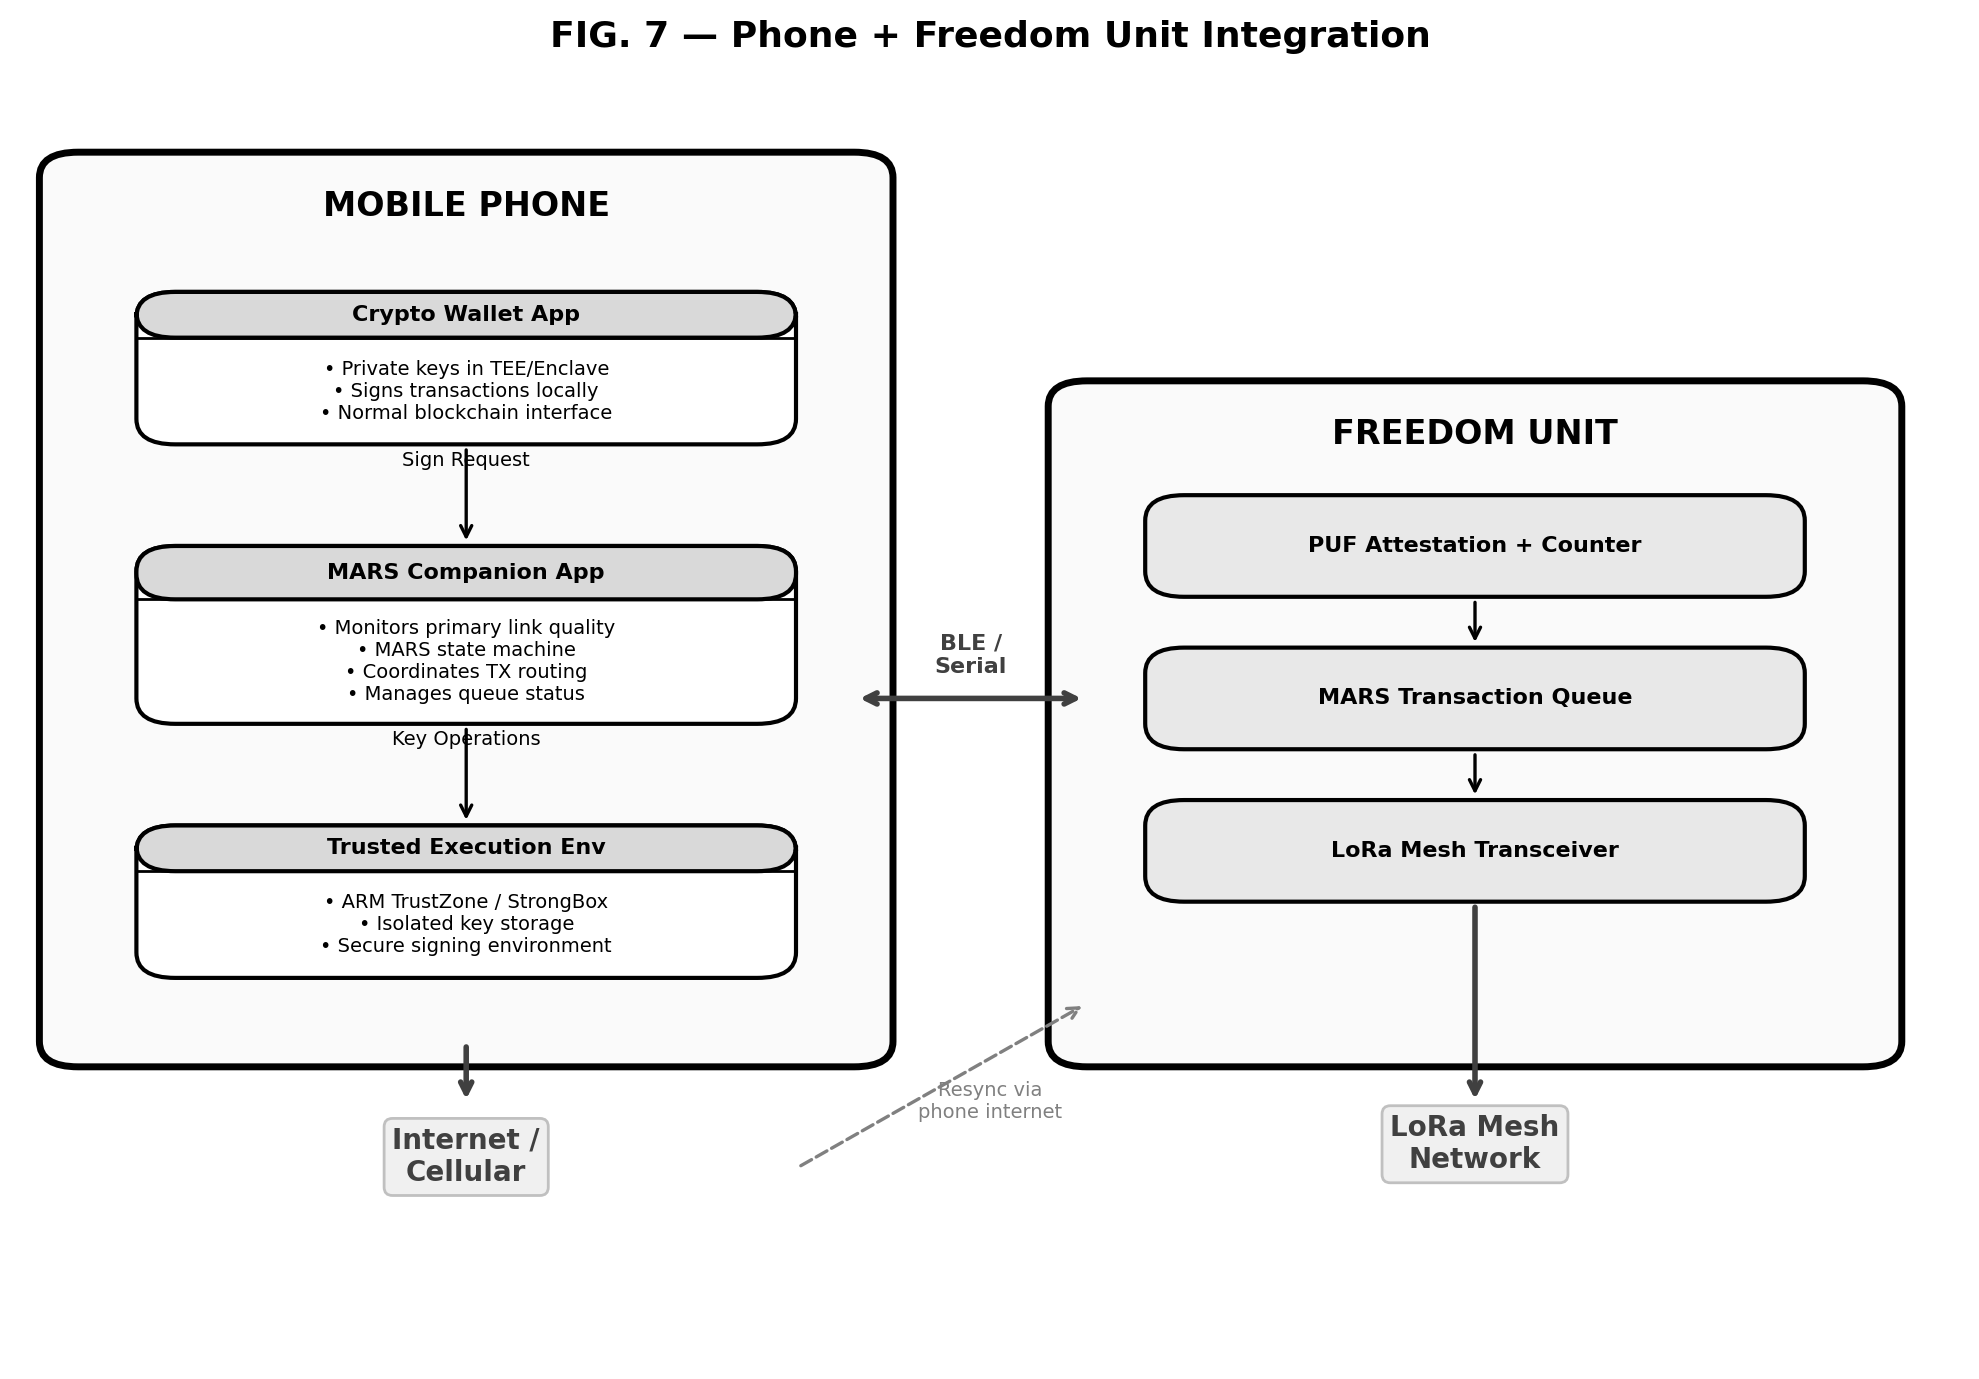 FIG. 7 — Phone + Freedom Unit Integration
MOBILE PHONE
Crypto Wallet App
• Private keys in TEE/Enclave
• Signs transactions locally
• Normal blockchain interface
Sign Request
MARS Companion App
• Monitors primary link quality
• MARS state machine
• Coordinates TX routing
• Manages queue status
Key Operations
Trusted Execution Env
• ARM TrustZone / StrongBox
• Isolated key storage
• Secure signing environment
Internet /
Cellular
BLE /
Serial
Resync via
phone internet
FREEDOM UNIT
PUF Attestation + Counter
MARS Transaction Queue
LoRa Mesh Transceiver
LoRa Mesh
Network